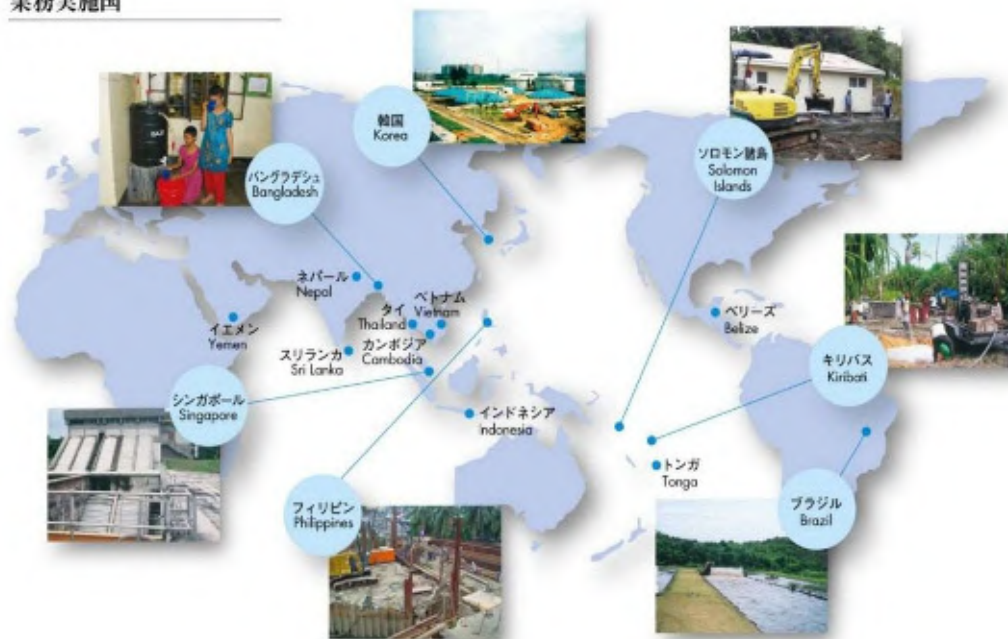 業務実施国
韓国
Korea
ソロモン諸島
Solomon
Islands
バングラデシュ
Bangladesh
ネパール
Nepal
ベトナム
Vietnam
タイ
Thailand
イエメン
Yemen
カンボジア
Cambodia
スリランカ
Sri Lanka
ベリーズ
Belize
キリバス
Kiribati
シンガポール
Singapore
インドネシア
Indonesia
トンガ
Tonga
フィリピン
Philippines
ブラジル
Brazil